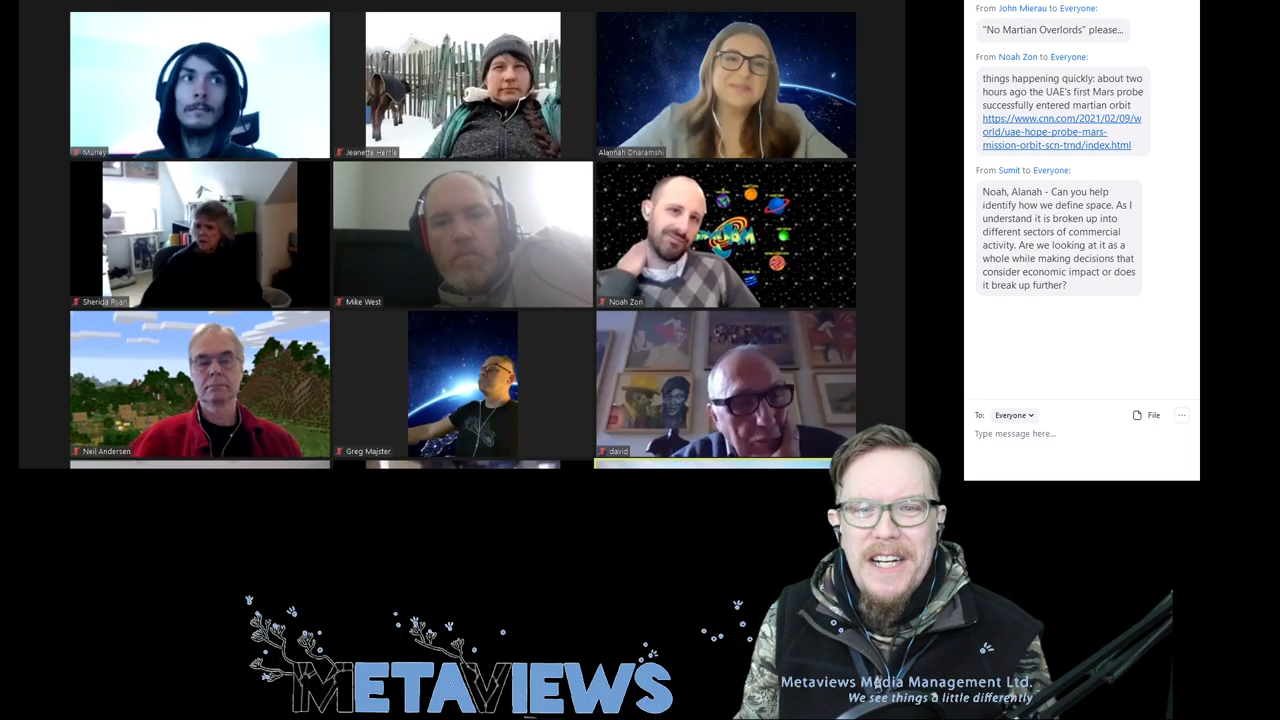 Murley
Jeanette Herrle
Alannah Dharamshi
Sherida Ryan
Mike West
Noah Zon
Neil Andersen
Greg Majster
david
From John Mierau to Everyone:
"No Martian Overlords" please...
From Noah Zon to Everyone:
things happening quickly: about two
hours ago the UAE's first Mars probe
successfully entered martian orbit
https://www.cnn.com/2021/02/09/w
orld/uae-hope-probe-mars-
mission-orbit-scn-trnd/index.html
From Sumit to Everyone:
Noah, Alanah - Can you help
identify how we define space. As I
understand it is broken up into
different sectors of commercial
activity. Are we looking at it as a
whole while making decisions that
consider economic impact or does
it break up further?
To: Everyone
File
Type message here...
METAVIEWS
Metaviews Media Management Ltd.
We see things a little differently